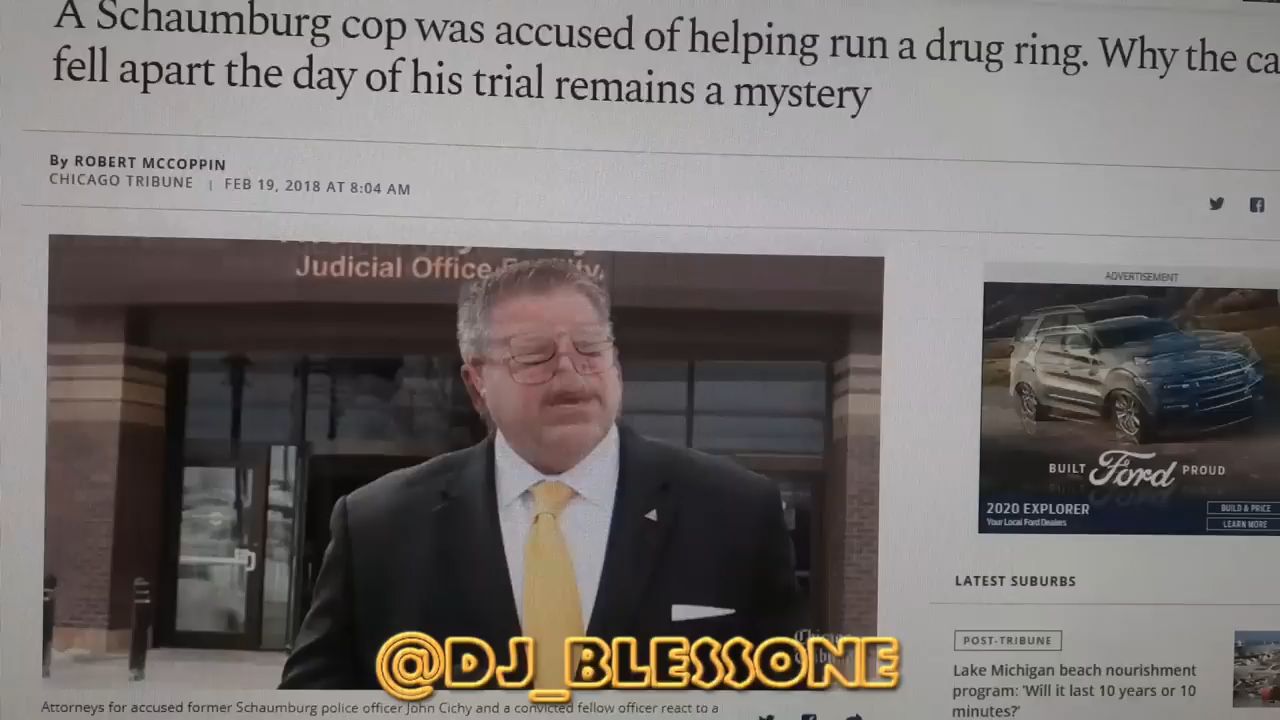 A Schaumburg cop was accused of helping run a drug ring. Why the ca
fell apart the day of his trial remains a mystery
By ROBERT MCCOPPIN
CHICAGO TRIBUNE | FEB 19, 2018 AT 8:04 AM
Judicial Office
ADVERTISEMENT
BUILT Ford PROUD
2020 EXPLORER
Your Local Ford Dealers
BUILD & PRICE
LEARN MORE
LATEST SUBURBS
POST-TRIBUNE
Lake Michigan beach nourishment
program: 'Will it last 10 years or 10
minutes?'
@DJ_BLESSONE
Attorneys for accused former Schaumburg police officer John Cichy and a convicted fellow officer react to a